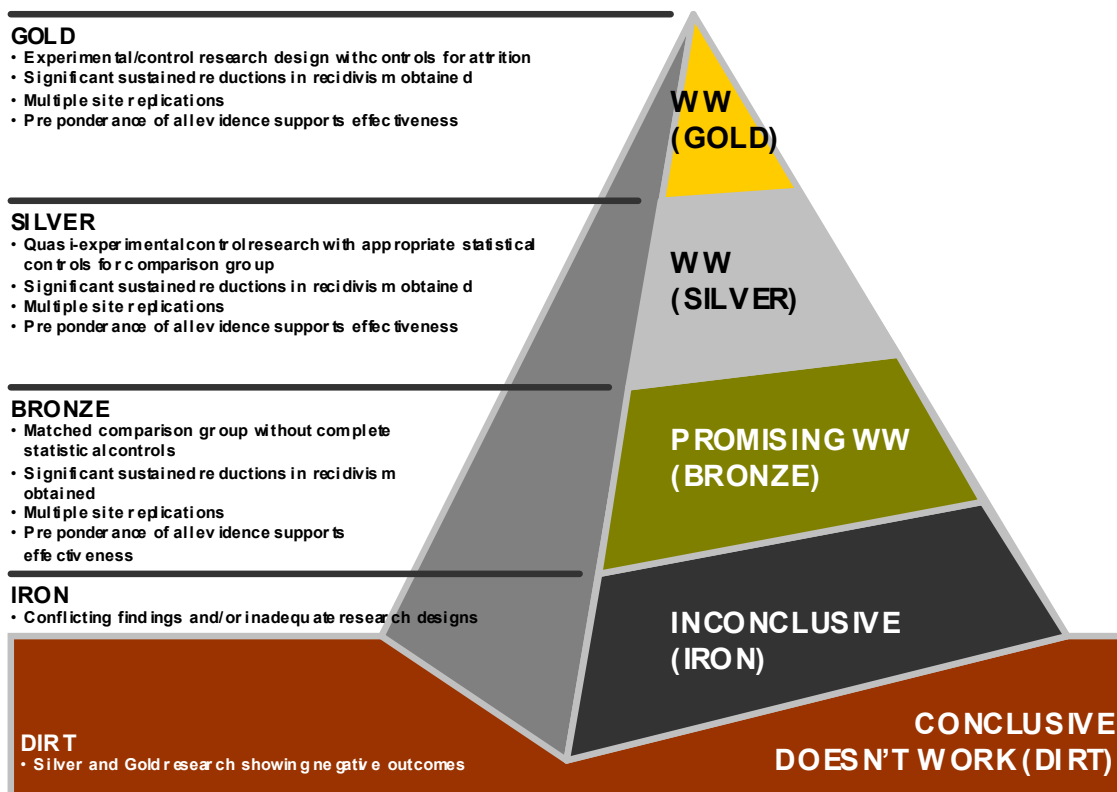 GOLD
• Experimental/control research design with controls for attrition
• Significant sustained reductions in recidivism obtained
• Multiple site replications
• Preponderance of all evidence supports effectiveness
WW
(GOLD)
SILVER
• Quasi-experimental control research with appropriate statistical
controls for comparison group
• Significant sustained reductions in recidivism obtained
• Multiple site replications
• Preponderance of all evidence supports effectiveness
WW
(SILVER)
BRONZE
• Matched comparison group without complete
statistical controls
• Significant sustained reductions in recidivism
obtained
• Multiple site replications
• Preponderance of all evidence supports
effectiveness
PROMISING WW
(BRONZE)
IRON
• Conflicting findings and/or inadequate research designs
INCONCLUSIVE
(IRON)
DIRT
• Silver and Gold research showing negative outcomes
CONCLUSIVE
DOESN'T WORK (DIRT)